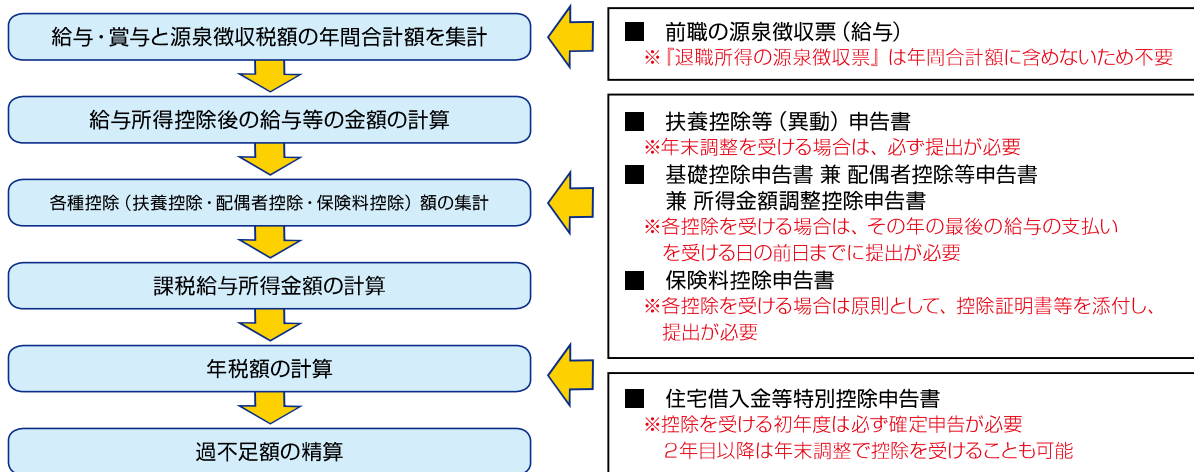 給与・賞与と源泉徴収税額の年間合計額を集計
給与所得控除後の給与等の金額の計算
各種控除（扶養控除・配偶者控除・保険料控除）額の集計
課税給与所得金額の計算
年税額の計算
過不足額の精算
■ 前職の源泉徴収票（給与）
※『退職所得の源泉徴収票』は年間合計額に含めないため不要
■ 扶養控除等（異動）申告書
※年末調整を受ける場合は、必ず提出が必要
■ 基礎控除申告書 兼 配偶者控除等申告書
兼 所得金額調整控除申告書
※各控除を受ける場合は、その年の最後の給与の支払い
を受ける日の前日までに提出が必要
■ 保険料控除申告書
※各控除を受ける場合は原則として、控除証明書等を添付し、
提出が必要
■ 住宅借入金等特別控除申告書
※控除を受ける初年度は必ず確定申告が必要
２年目以降は年末調整で控除を受けることも可能